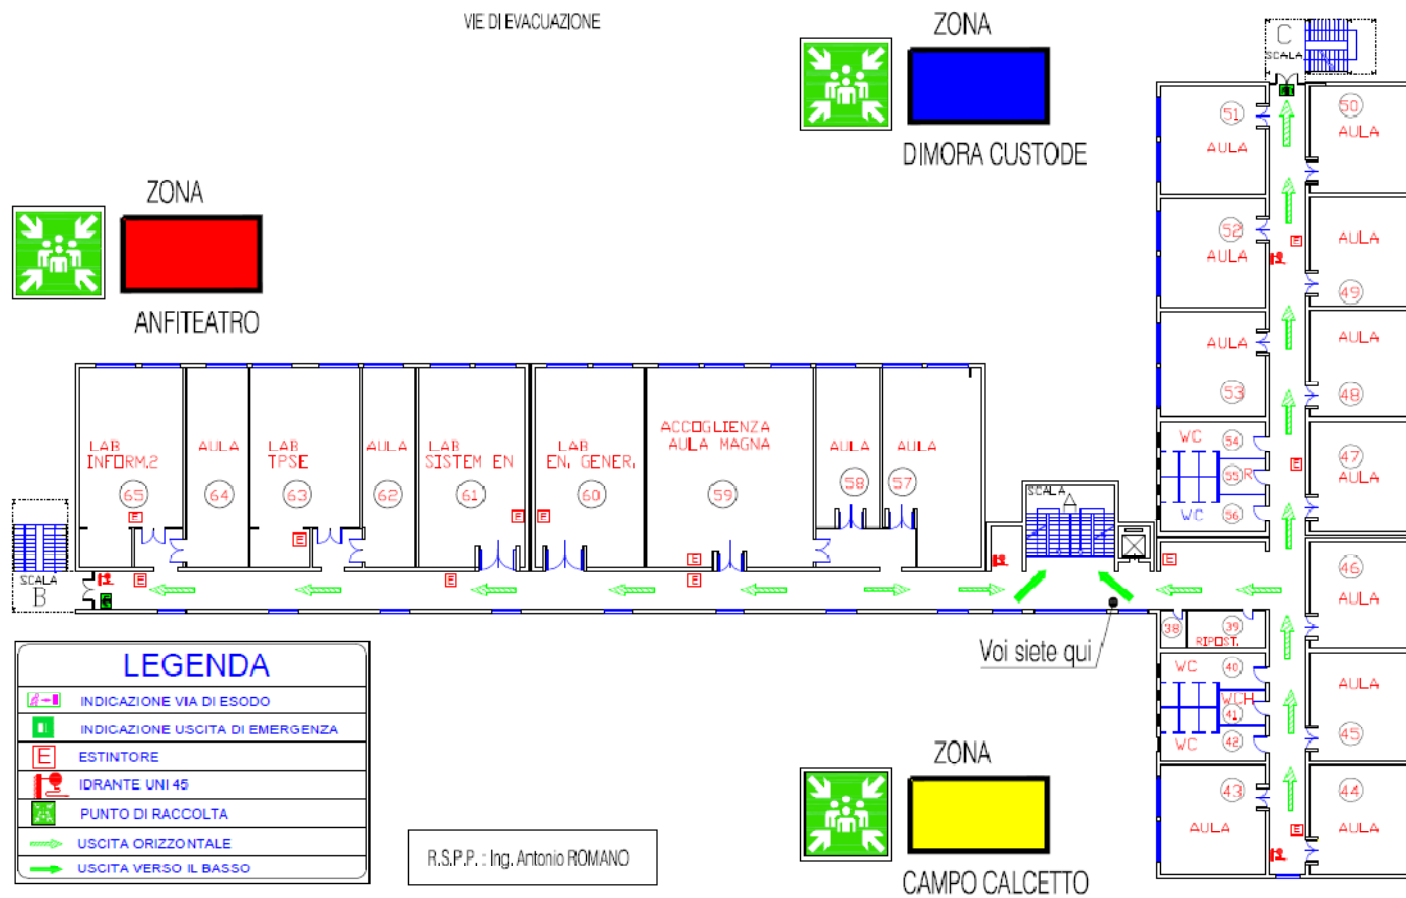 VIE DI EVACUAZIONE
ZONA
DIMORA CUSTODE
ZONA
ANFITEATRO
C
SCALA
51
AULA
50
AULA
52
AULA
E
AULA
49
AULA
53
AULA
48
WC
54
55
R
WC
56
E
47
AULA
LAB
INFORM.2
65
E
AULA
64
LAB
TPSE
63
E
AULA
62
LAB
SISTEM EN
61
E
LAB
EN. GENER.
60
E
ACCOGLIENZA
AULA MAGNA
59
E
AULA
58
AULA
57
SCALA
E
46
AULA
SCALA
B
E
E
E
38
39
RIPOST.
Voi siete qui
WC
40
WCH
41
WC
42
AULA
45
43
AULA
44
AULA
E
LEGENDA
INDICAZIONE VIA DI ESODO
INDICAZIONE USCITA DI EMERGENZA
E ESTINTORE
IDRANTE UNI 45
PUNTO DI RACCOLTA
USCITA ORIZZONTALE
USCITA VERSO IL BASSO
R.S.P.P. : Ing. Antonio ROMANO
ZONA
CAMPO CALCETTO